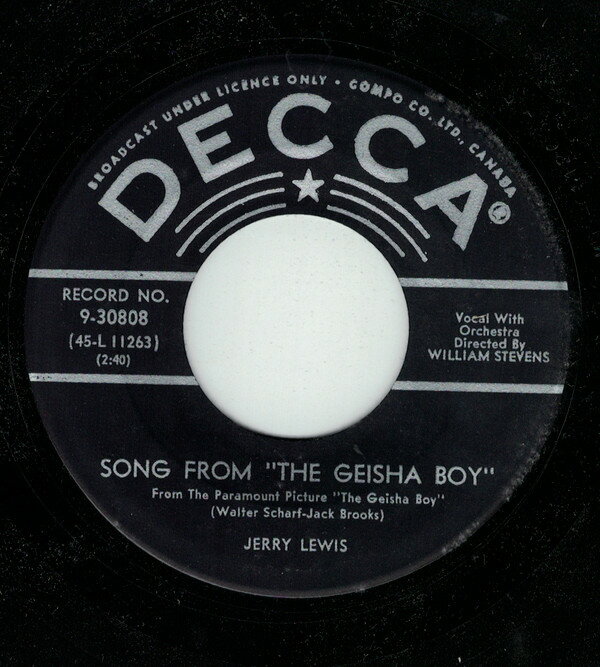 BROADCAST UNDER LICENCE ONLY • COMPO CO. LTD., CANADA
DECCA®
RECORD NO.
9-30808
(45-L 11263)
(2:40)
Vocal With
Orchestra
Directed By
WILLIAM STEVENS
SONG FROM "THE GEISHA BOY"
From The Paramount Picture "The Geisha Boy"
(Walter Scharf-Jack Brooks)
JERRY LEWIS